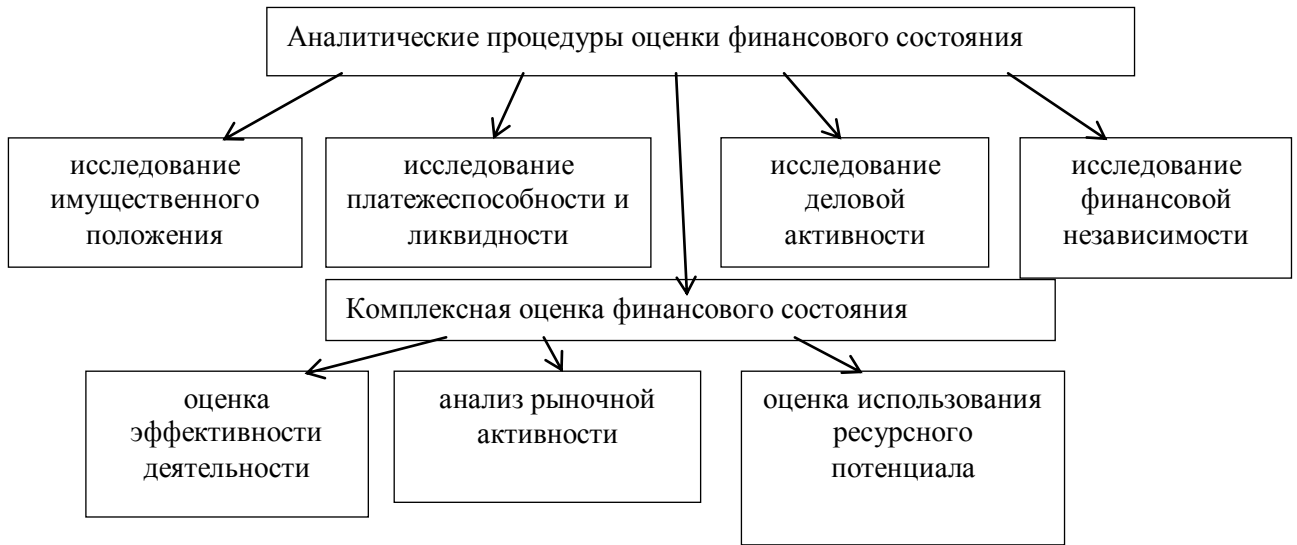 Аналитические процедуры оценки финансового состояния
исследование
имущественного
положения
исследование
платежеспособности и
ликвидности
исследование
деловой
активности
исследование
финансовой
независимости
Комплексная оценка финансового состояния
оценка
эффективности
деятельности
анализ рыночной
активности
оценка использования
ресурсного
потенциала